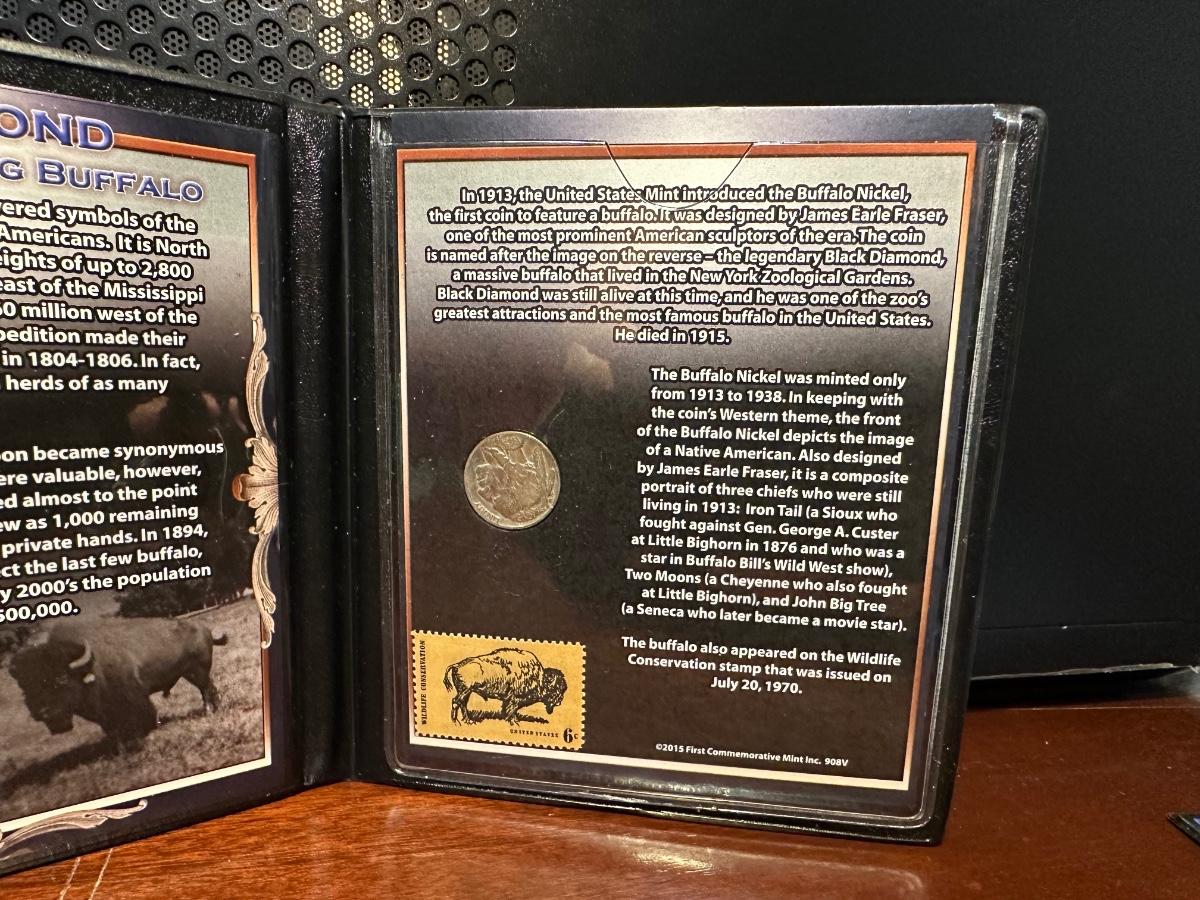 OND
G BUFFALO
vered symbols of the
Americans. It is North
eights of up to 2,800
east of the Mississippi
60 million west of the
pedition made their
in 1804-1806. In fact,
herds of as many
on became synonymous
ere valuable, however,
ed almost to the point
ew as 1,000 remaining
private hands. In 1894,
ect the last few buffalo,
y 2000's the population
500,000.
In 1913, the United States Mint introduced the Buffalo Nickel,
the first coin to feature a buffalo. It was designed by James Earle Fraser,
one of the most prominent American sculptors of the era. The coin
is named after the image on the reverse – the legendary Black Diamond,
a massive buffalo that lived in the New York Zoological Gardens.
Black Diamond was still alive at this time, and he was one of the zoo's
greatest attractions and the most famous buffalo in the United States.
He died in 1915.
The Buffalo Nickel was minted only
from 1913 to 1938. In keeping with
the coin's Western theme, the front
of the Buffalo Nickel depicts the image
of a Native American. Also designed
by James Earle Fraser, it is a composite
portrait of three chiefs who were still
living in 1913: Iron Tail (a Sioux who
fought against Gen. George A. Custer
at Little Bighorn in 1876 and who was a
star in Buffalo Bill's Wild West show),
Two Moons (a Cheyenne who also fought
at Little Bighorn), and John Big Tree
(a Seneca who later became a movie star).
The buffalo also appeared on the Wildlife
Conservation stamp that was issued on
July 20, 1970.
WILDLIFE CONSERVATION
UNITED STATES 6c
©2015 First Commemorative Mint Inc. 908V